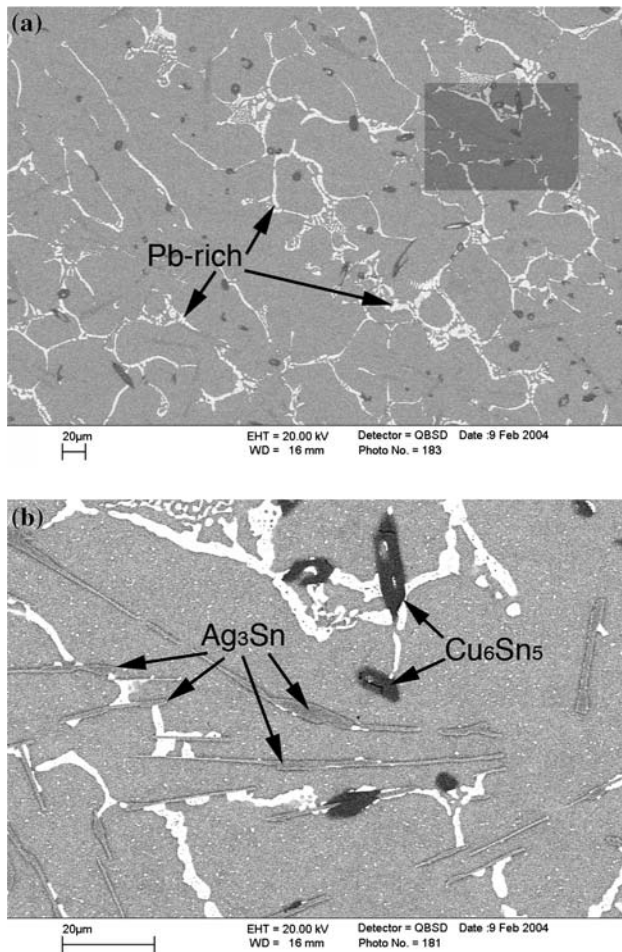 (a)
Pb-rich
20µm
EHT = 20.00 kV Detector = QBSD Date :9 Feb 2004
WD = 16 mm Photo No. = 183
(b)
Ag₃Sn
Cu₆Sn₅
20µm
EHT = 20.00 kV Detector = QBSD Date :9 Feb 2004
WD = 16 mm Photo No. = 181